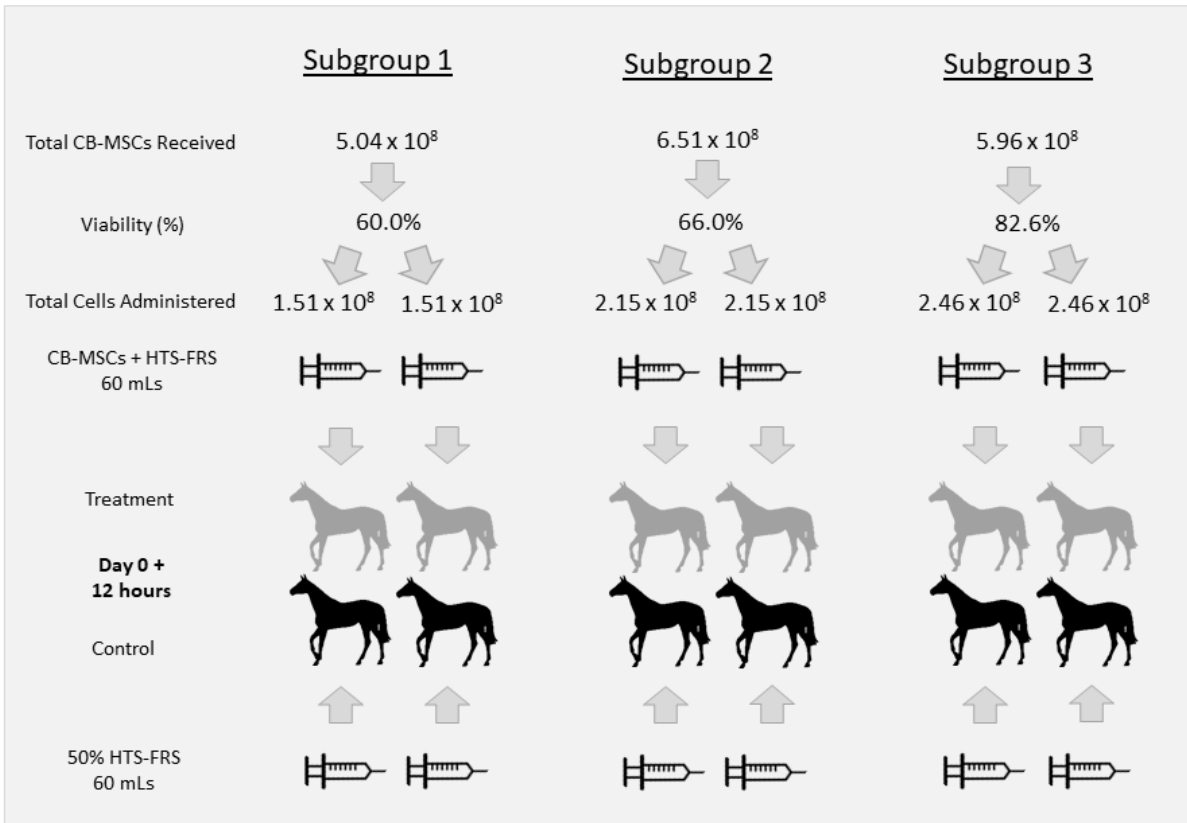 Subgroup 1
Subgroup 2
Subgroup 3
Total CB-MSCs Received
5.04 x 10⁸
6.51 x 10⁸
5.96 x 10⁸
Viability (%)
60.0%
66.0%
82.6%
Total Cells Administered
1.51 x 10⁸
1.51 x 10⁸
2.15 x 10⁸
2.15 x 10⁸
2.46 x 10⁸
2.46 x 10⁸
CB-MSCs + HTS-FRS
60 mLs
Treatment
Day 0 +
12 hours
Control
50% HTS-FRS
60 mLs